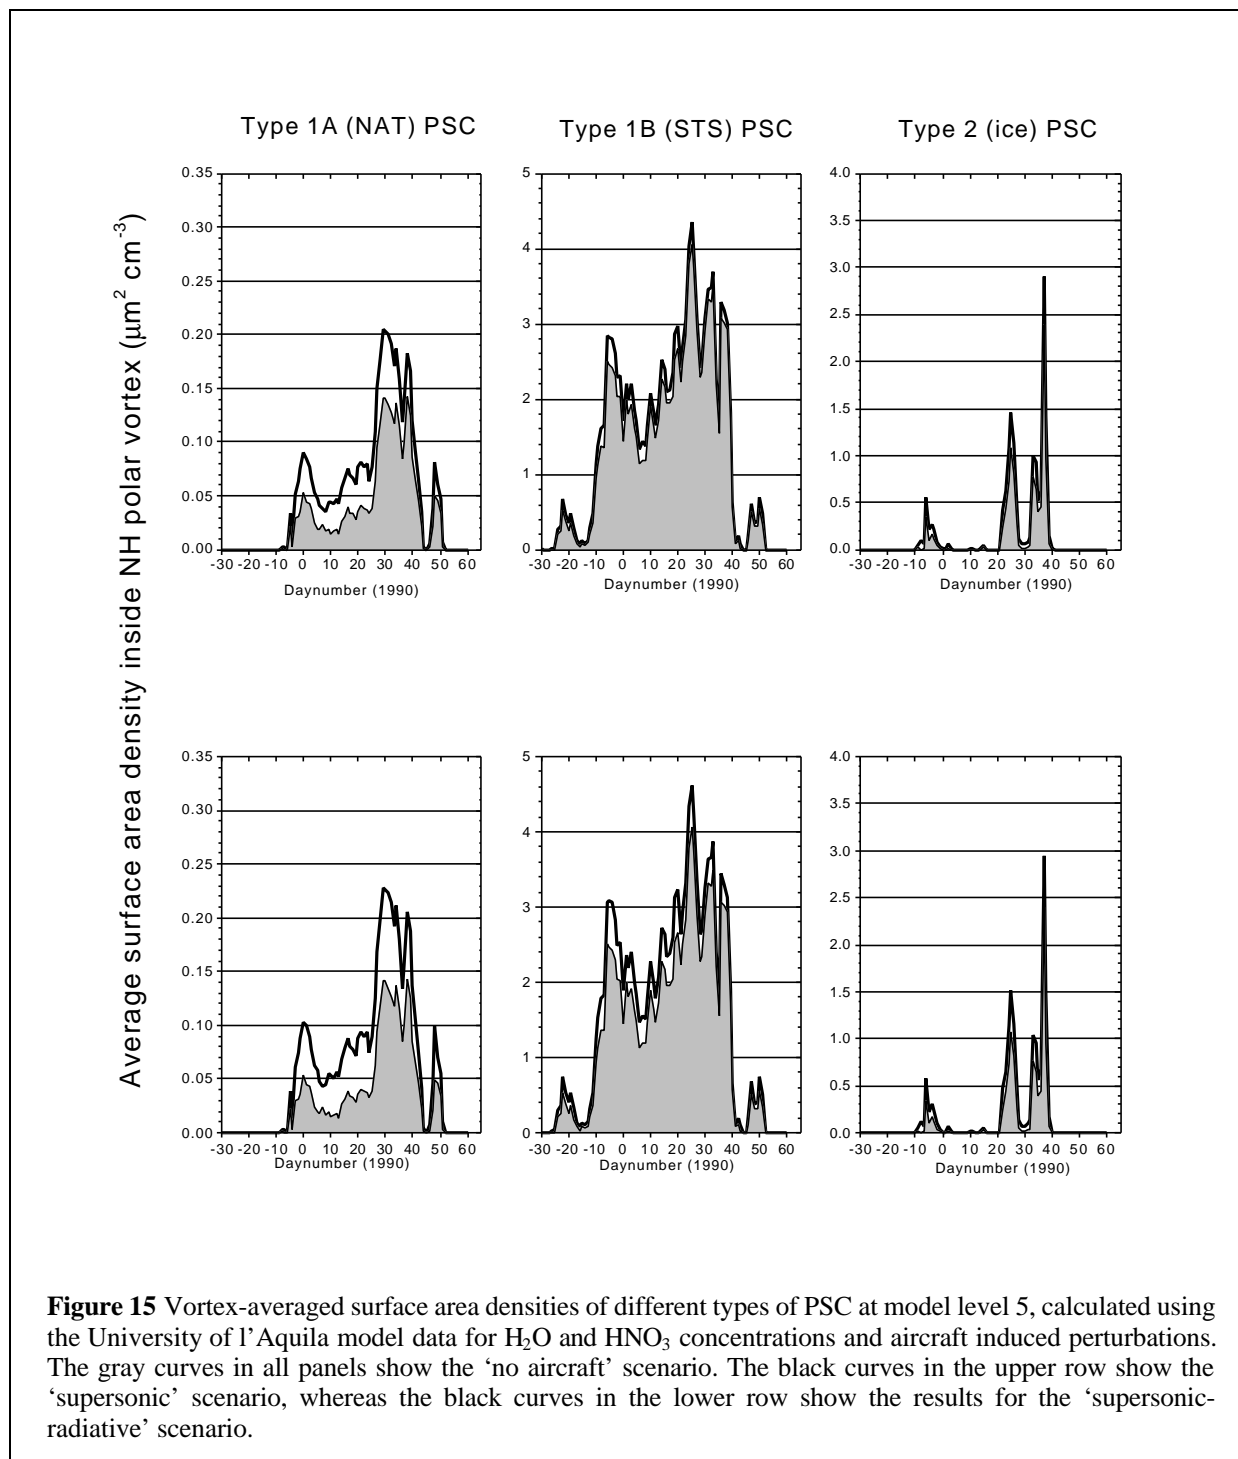 Type 1A (NAT) PSC
Type 1B (STS) PSC
Type 2 (ice) PSC
Average surface area density inside NH polar vortex (μm² cm⁻³)
0.35
0.30
0.25
0.20
0.15
0.10
0.05
0.00
-30 -20 -10 0 10 20 30 40 50 60
Daynumber (1990)
5
4
3
2
1
0
-30 -20 -10 0 10 20 30 40 50 60
Daynumber (1990)
4.0
3.5
3.0
2.5
2.0
1.5
1.0
0.5
0.0
-30 -20 -10 0 10 20 30 40 50 60
Daynumber (1990)
0.35
0.30
0.25
0.20
0.15
0.10
0.05
0.00
-30 -20 -10 0 10 20 30 40 50 60
Daynumber (1990)
5
4
3
2
1
0
-30 -20 -10 0 10 20 30 40 50 60
Daynumber (1990)
4.0
3.5
3.0
2.5
2.0
1.5
1.0
0.5
0.0
-30 -20 -10 0 10 20 30 40 50 60
Daynumber (1990)
Figure 15 Vortex-averaged surface area densities of different types of PSC at model level 5, calculated using
the University of l'Aquila model data for H₂O and HNO₃ concentrations and aircraft induced perturbations.
The gray curves in all panels show the 'no aircraft' scenario. The black curves in the upper row show the
'supersonic' scenario, whereas the black curves in the lower row show the results for the 'supersonic-
radiative' scenario.